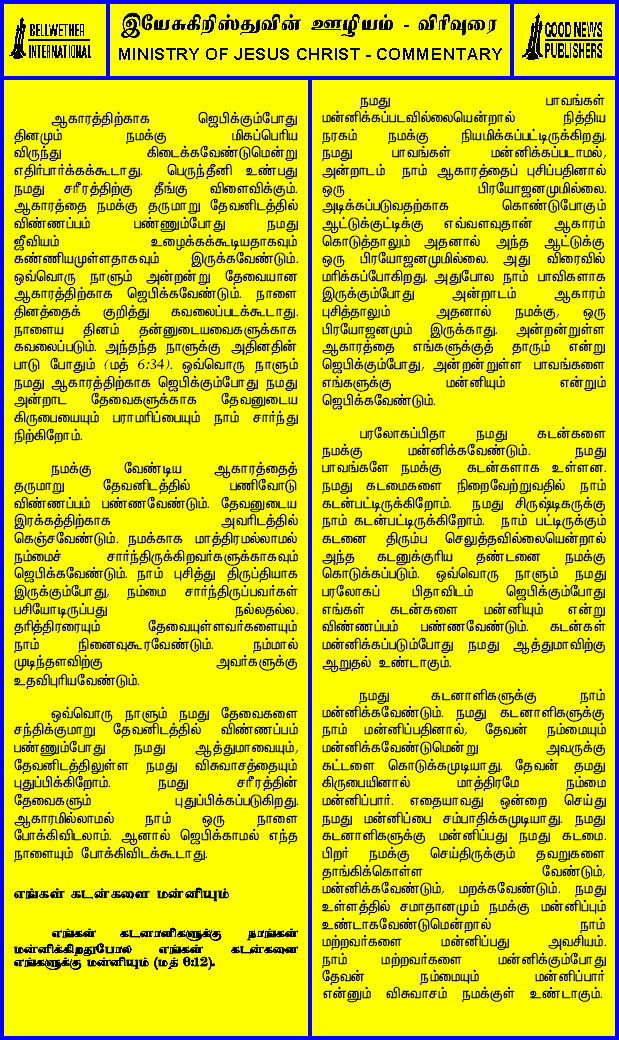 BELLWETHER
INTERNATIONAL
இயேசுகிறிஸ்துவின் ஊழியம் - விரிவுரை
MINISTRY OF JESUS CHRIST - COMMENTARY
GOOD NEWS
PUBLISHERS
ஆகாரத்திற்காக ஜெபிக்கும்போது
தினமும் நமக்கு மிகப்பெரிய
விருந்து கிடைக்கவேண்டுமென்று
எதிர்பார்க்கக்கூடாது. பெருந்தீனி உண்பது
நமது சரீரத்திற்கு தீங்கு விளைவிக்கும்.
ஆகாரத்தை நமக்கு தருமாறு தேவனிடத்தில்
விண்ணப்பம் பண்ணும்போது நமது
ஜீவியம் உழைக்கக்கூடியதாகவும்
கண்ணியமுள்ளதாகவும் இருக்கவேண்டும்.
ஒவ்வொரு நாளும் அன்றன்று தேவையான
ஆகாரத்திற்காக ஜெபிக்கவேண்டும். நாளை
தினத்தைக் குறித்து கவலைப்படக்கூடாது.
நாளைய தினம் தன்னுடையவைகளுக்காக
கவலைப்படும். அந்தந்த நாளுக்கு அதினதின்
பாடு போதும் (மத் 6:34). ஒவ்வொரு நாளும்
நமது ஆகாரத்திற்காக ஜெபிக்கும்போது நமது
அன்றாட தேவைகளுக்காக தேவனுடைய
கிருபையையும் பராமரிப்பையும் நாம் சார்ந்து
நிற்கிறோம்.
நமக்கு வேண்டிய ஆகாரத்தைத்
தருமாறு தேவனிடத்தில் பணிவோடு
விண்ணப்பம் பண்ணவேண்டும். தேவனுடைய
இரக்கத்திற்காக அவரிடத்தில்
கெஞ்சவேண்டும். நமக்காக மாத்திரமல்லாமல்
நம்மைச் சார்ந்திருக்கிறவர்களுக்காகவும்
ஜெபிக்கவேண்டும். நாம் புசித்து திருப்தியாக
இருக்கும்போது, நம்மை சார்ந்திருப்பவர்கள்
பசியோடிருப்பது நல்லதல்ல.
தரித்திரரையும் தேவையுள்ளவர்களையும்
நாம் நினைவுகூரவேண்டும். நம்மால்
முடிந்தளவிற்கு அவர்களுக்கு
உதவிபுரியவேண்டும்.
ஒவ்வொரு நாளும் நமது தேவைகளை
சந்திக்குமாறு தேவனிடத்தில் விண்ணப்பம்
பண்ணும்போது நமது ஆத்துமாவையும்,
தேவனிடத்திலுள்ள நமது விசுவாசத்தையும்
புதுப்பிக்கிறோம். நமது சரீரத்தின்
தேவைகளும் புதுப்பிக்கப்படுகிறது.
ஆகாரமில்லாமல் நாம் ஒரு நாளை
போக்கிவிடலாம். ஆனால் ஜெபிக்காமல் எந்த
நாளையும் போக்கிவிடக்கூடாது.
எங்கள் கடன்களை மன்னியும்
எங்கள் கடனாளிகளுக்கு நாங்கள்
மன்னிக்கிறதுபோல எங்கள் கடன்களை
எங்களுக்கு மன்னியும் (மத் 6:12).
நமது பாவங்கள்
மன்னிக்கப்படவில்லையென்றால் நித்திய
நரகம் நமக்கு நியமிக்கப்பட்டிருக்கிறது.
நமது பாவங்கள் மன்னிக்கப்படாமல்,
அன்றாடம் நாம் ஆகாரத்தைப் புசிப்பதினால்
ஒரு பிரயோஜனமுமில்லை.
அடிக்கப்படுவதற்காக கொண்டுபோகும்
ஆட்டுக்குட்டிக்கு எவ்வளவுதான் ஆகாரம்
கொடுத்தாலும் அதனால் அந்த ஆட்டுக்கு
ஒரு பிரயோஜனமுமில்லை. அது விரைவில்
மரிக்கப்போகிறது. அதுபோல நாம் பாவிகளாக
இருக்கும்போது அன்றாடம் ஆகாரம்
புசித்தாலும் அதனால் நமக்கு, ஒரு
பிரயோஜனமும் இருக்காது. அன்றன்றுள்ள
ஆகாரத்தை எங்களுக்குத் தாரும் என்று
ஜெபிக்கும்போது, அன்றன்றுள்ள பாவங்களை
எங்களுக்கு மன்னியும் என்றும்
ஜெபிக்கவேண்டும்.
பரலோகப்பிதா நமது கடன்களை
நமக்கு மன்னிக்கவேண்டும். நமது
பாவங்களே நமக்கு கடன்களாக உள்ளன.
நமது கடமைகளை நிறைவேற்றுவதில் நாம்
கடன்பட்டிருக்கிறோம். நமது சிருஷ்டிகருக்கு
நாம் கடன்பட்டிருக்கிறோம். நாம் பட்டிருக்கும்
கடனை திரும்ப செலுத்தவில்லையென்றால்
அந்த கடனுக்குரிய தண்டனை நமக்கு
கொடுக்கப்படும். ஒவ்வொரு நாளும் நமது
பரலோகப் பிதாவிடம் ஜெபிக்கும்போது
எங்கள் கடன்களை மன்னியும் என்று
விண்ணப்பம் பண்ணவேண்டும். கடன்கள்
மன்னிக்கப்படும்போது நமது ஆத்துமாவிற்கு
ஆறுதல் உண்டாகும்.
நமது கடனாளிகளுக்கு நாம்
மன்னிக்கவேண்டும். நமது கடனாளிகளுக்கு
நாம் மன்னிப்பதினால், தேவன் நம்மையும்
மன்னிக்கவேண்டுமென்று அவருக்கு
கட்டளை கொடுக்கமுடியாது. தேவன் தமது
கிருபையினால் மாத்திரமே நம்மை
மன்னிப்பார். எதையாவது ஒன்றை செய்து
நமது மன்னிப்பை சம்பாதிக்கமுடியாது. நமது
கடனாளிகளுக்கு மன்னிப்பது நமது கடமை.
பிறர் நமக்கு செய்திருக்கும் தவறுகளை
தாங்கிக்கொள்ள வேண்டும்,
மன்னிக்கவேண்டும், மறக்கவேண்டும். நமது
உள்ளத்தில் சமாதானமும் நமக்கு மன்னிப்பும்
உண்டாகவேண்டுமென்றால் நாம்
மற்றவர்களை மன்னிப்பது அவசியம்.
நாம் மற்றவர்களை மன்னிக்கும்போது
தேவன் நம்மையும் மன்னிப்பார்
என்னும் விசுவாசம் நமக்குள் உண்டாகும்.